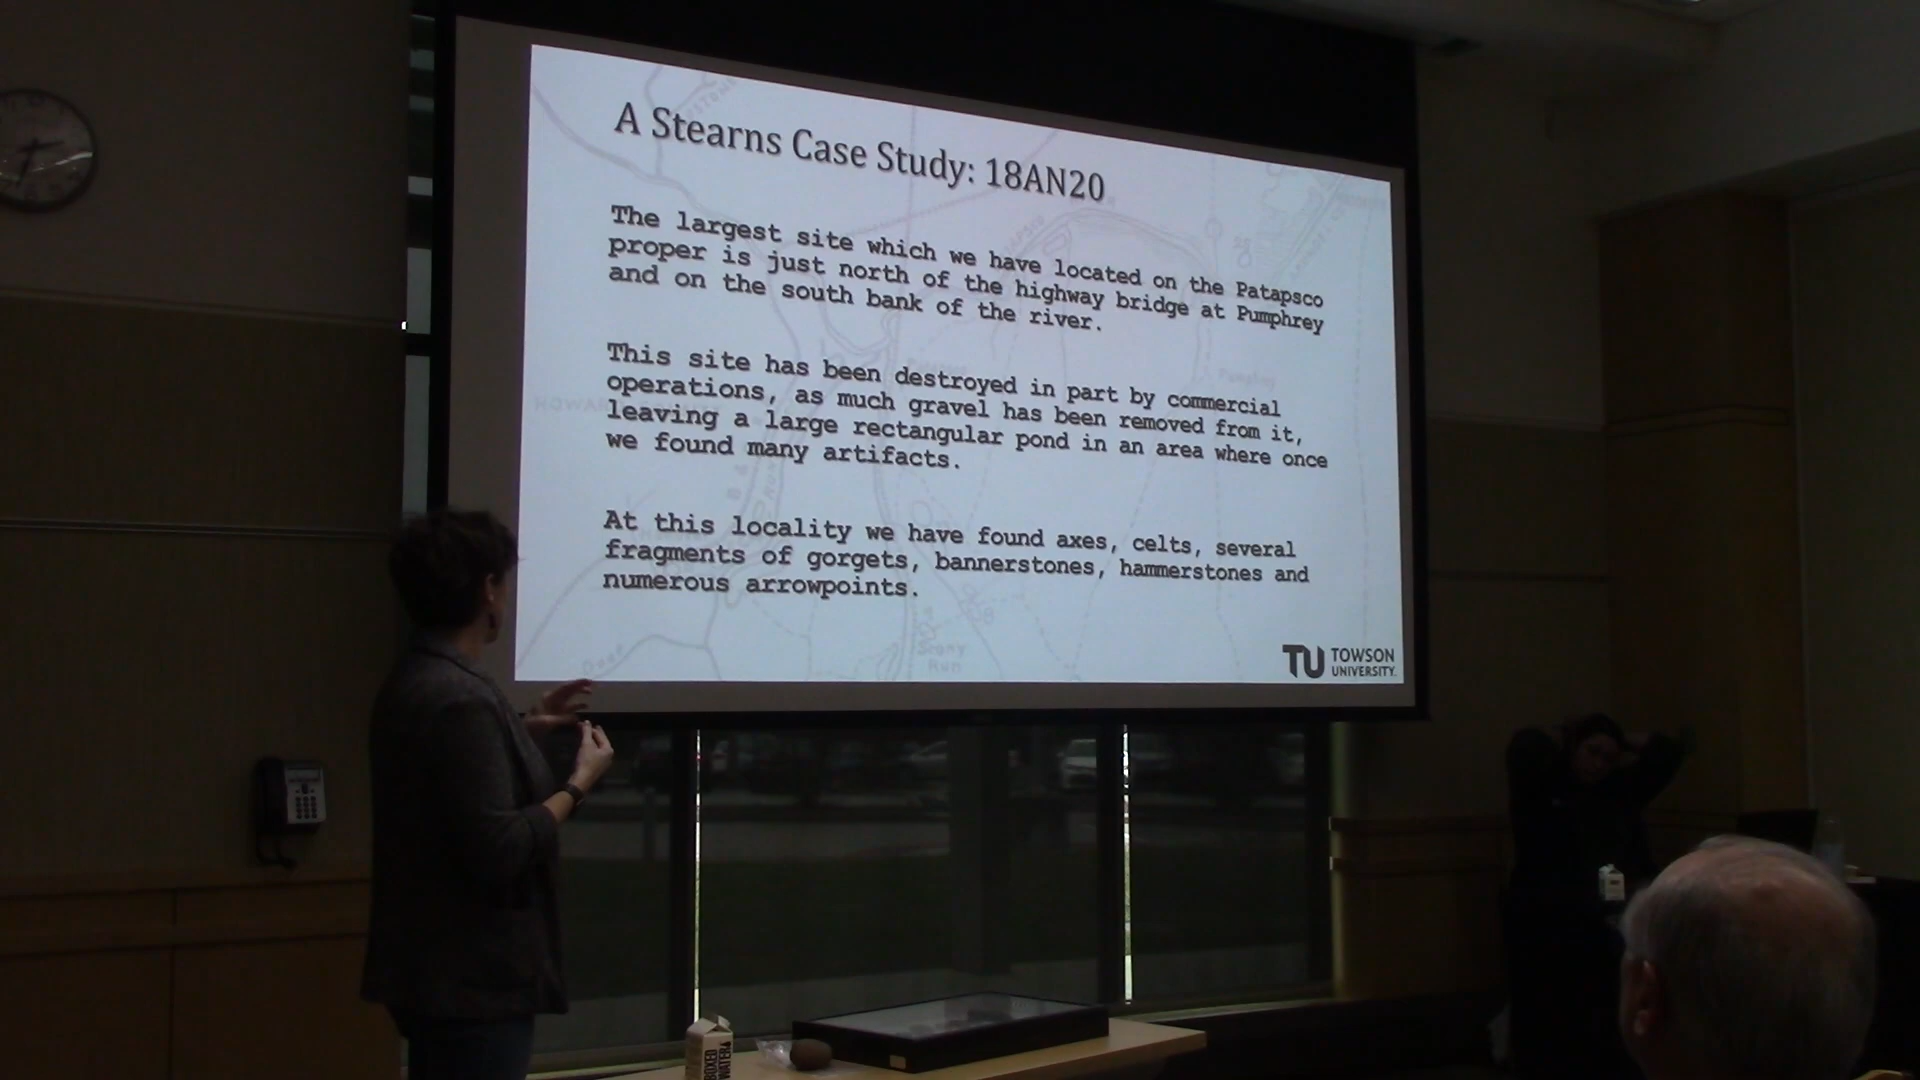 A Stearns Case Study: 18AN20
The largest site which we have located on the Patapsco
proper is just north of the highway bridge at Pumphrey
and on the south bank of the river.
This site has been destroyed in part by commercial
operations, as much gravel has been removed from it,
leaving a large rectangular pond in an area where once
we found many artifacts.
At this locality we have found axes, celts, several
fragments of gorgets, bannerstones, hammerstones and
numerous arrowpoints.
Stony
Run
TU TOWSON
UNIVERSITY.
BOXED
WATER